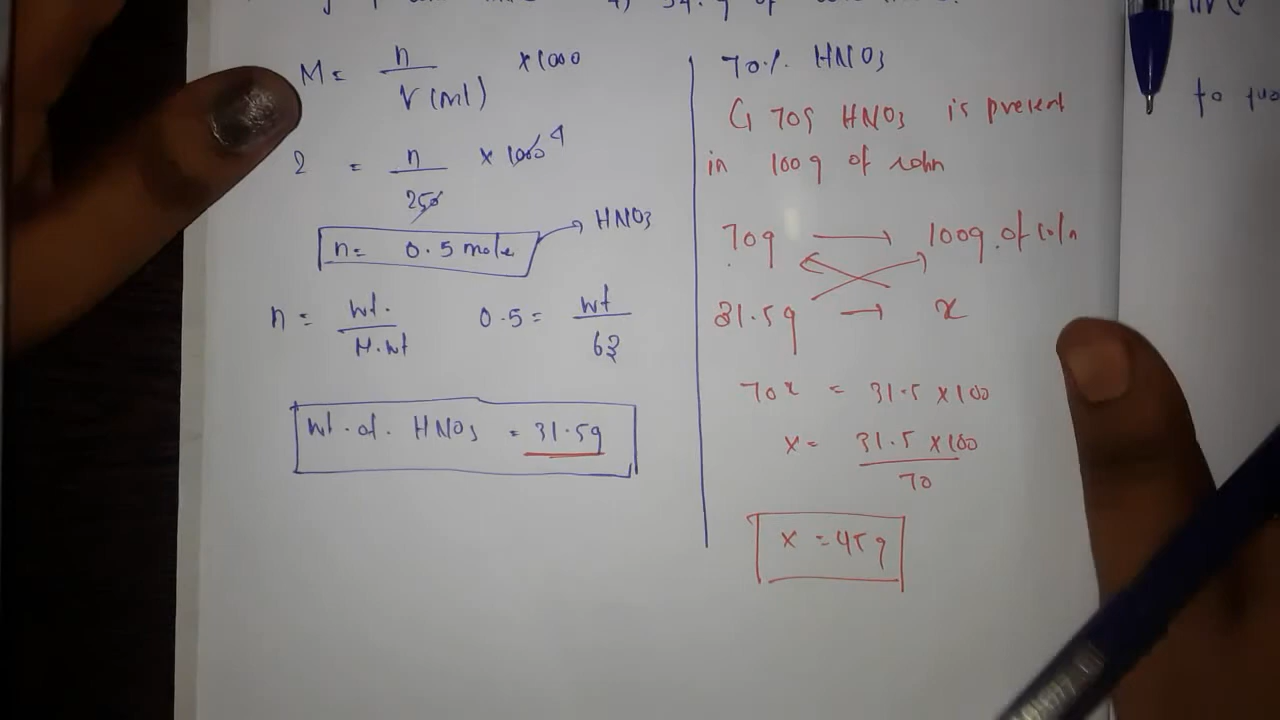 M = n / V(ml) × 1000
2 = n / 250 × 1000 4
n = 0.5 mole → HNO3
n = wt. / M.wt 0.5 = wt / 63
wt. of. HNO3 = 31.5g
70% HNO3
↳ 70g HNO3 is present
in 100g of soln
70g → 100g of soln
31.5g → x
70x = 31.5 × 100
x = 31.5 × 100 / 70
x = 45g
to